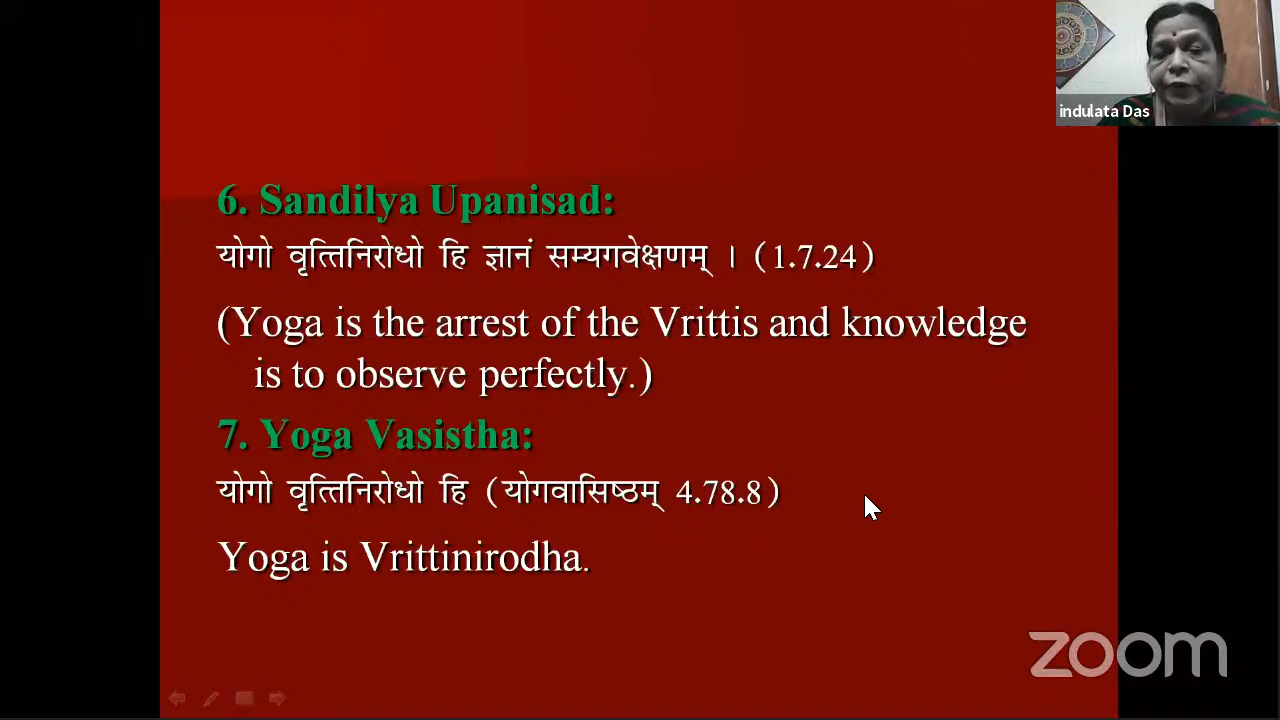 indulata Das
6. Sandilya Upanisad:
योगो वृत्तिनिरोधो हि ज्ञानं सम्यगवेक्षणम् । (1.7.24)
(Yoga is the arrest of the Vrittis and knowledge
is to observe perfectly.)
7. Yoga Vasistha:
योगो वृत्तिनिरोधो हि (योगवासिष्ठम् 4.78.8)
Yoga is Vrittinirodha.
zoom